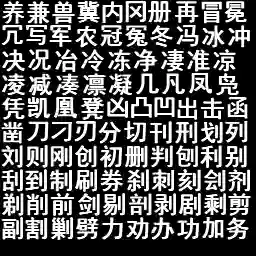 养兼兽冀内冈册再冒冕
冗写军农冠冤冬冯冰冲
决况冶冷冻净凄准凉
凌减凑凛凝几凡凤凫
凭凯凰凳凶凸凹出击函
凿刀刁刃分切刊刑划列
刘则刚创初删判刨利别
刮到制刷券刹刺刻刽剂
剃削前剑剔剖剥剧剩剪
副割剿劈力劝办功加务